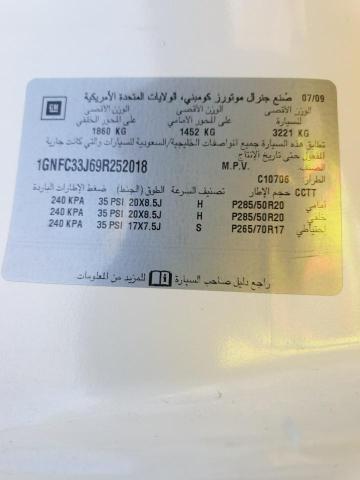 GM
07/09 صنع جنرال موتورز كومبني، الولايات المتحدة الأمريكية
الوزن الأقصى الوزن الأقصى الوزن الأقصى
للسيارة على المحور الأمامي على المحور الخلفي
3221 KG 1452 KG 1860 KG
تطابق هذه السيارة جميع المواصفات الخليجية/السعودية للسيارات والتي كانت جارية
المفعول حتى تاريخ الإنتاج
1GNFC33J69R252018 M.P.V. الصنف
C10706 الطراز
CCTT حجم الإطار تصنيف السرعة الطوق (الجنط) ضغط الإطارات الباردة
أمامي P285/50R20 H 20X8.5J 35 PSI 240 KPA
خلفي P285/50R20 H 20X8.5J 35 PSI 240 KPA
احتياطي P265/70R17 S 17X7.5J 35 PSI 240 KPA
راجع دليل صاحب السيارة للمزيد من المعلومات